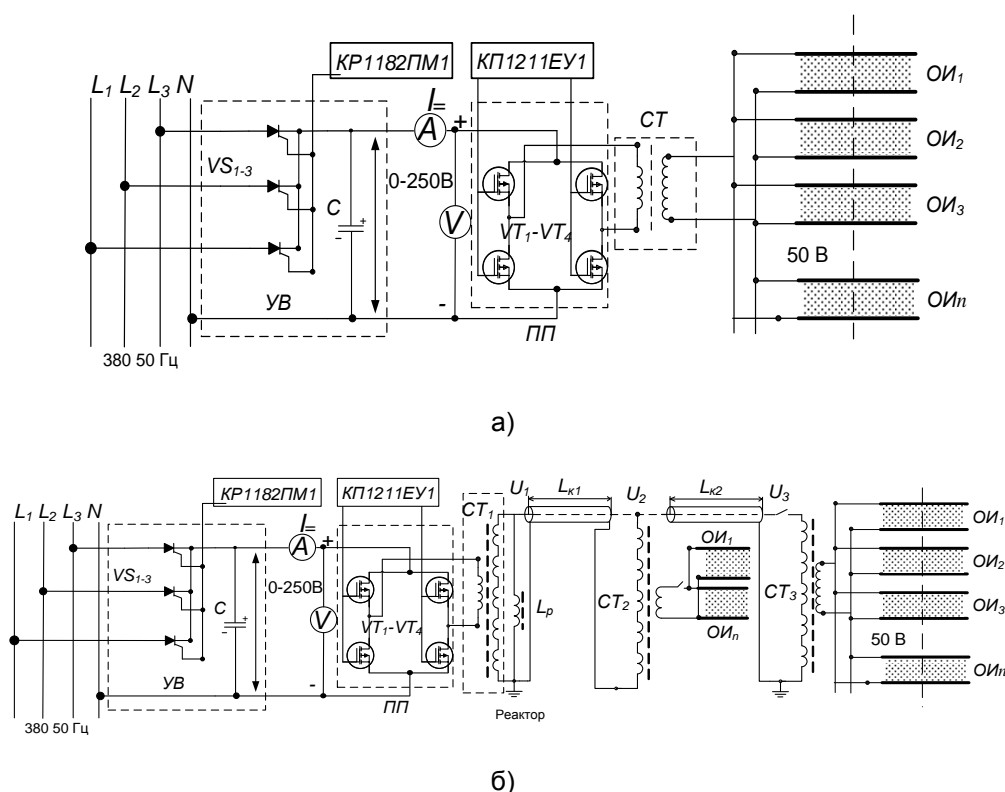 КР1182ПМ1
КП1211ЕУ1
L1 L2 L3 N
I=
A
+
СТ
ОИ1
VS1-3
0-250В
ОИ2
C
+
-
V
VT1-VT4
ОИ3
50 В
УВ
-
ПП
ОИn
380 50 Гц
а)
КР1182ПМ1
КП1211ЕУ1
СТ1
U1
Lк1
U2
Lк2
U3
L1 L2 L3 N
I=
A
+
ОИ1
ОИ1
VS1-3
0-250В
ОИ2
C
+
-
V
VT1-VT4
Lр
СТ2
ОИn
СТ3
ОИ3
50 В
УВ
-
ПП
ОИn
Реактор
380 50 Гц
б)